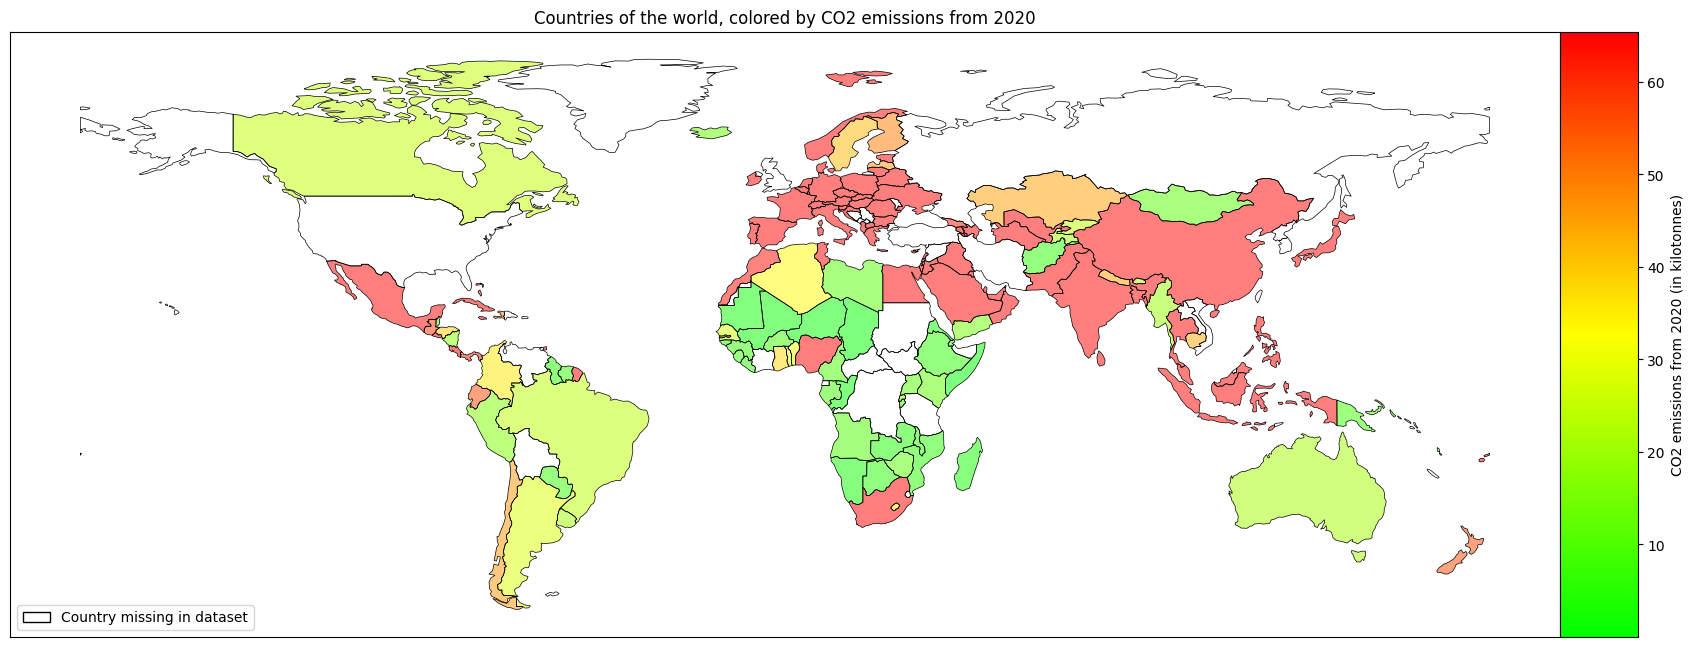 Countries of the world, colored by CO2 emissions from 2020
60
50
40
30
20
10
CO2 emissions from 2020 (in kilotonnes)
Country missing in dataset